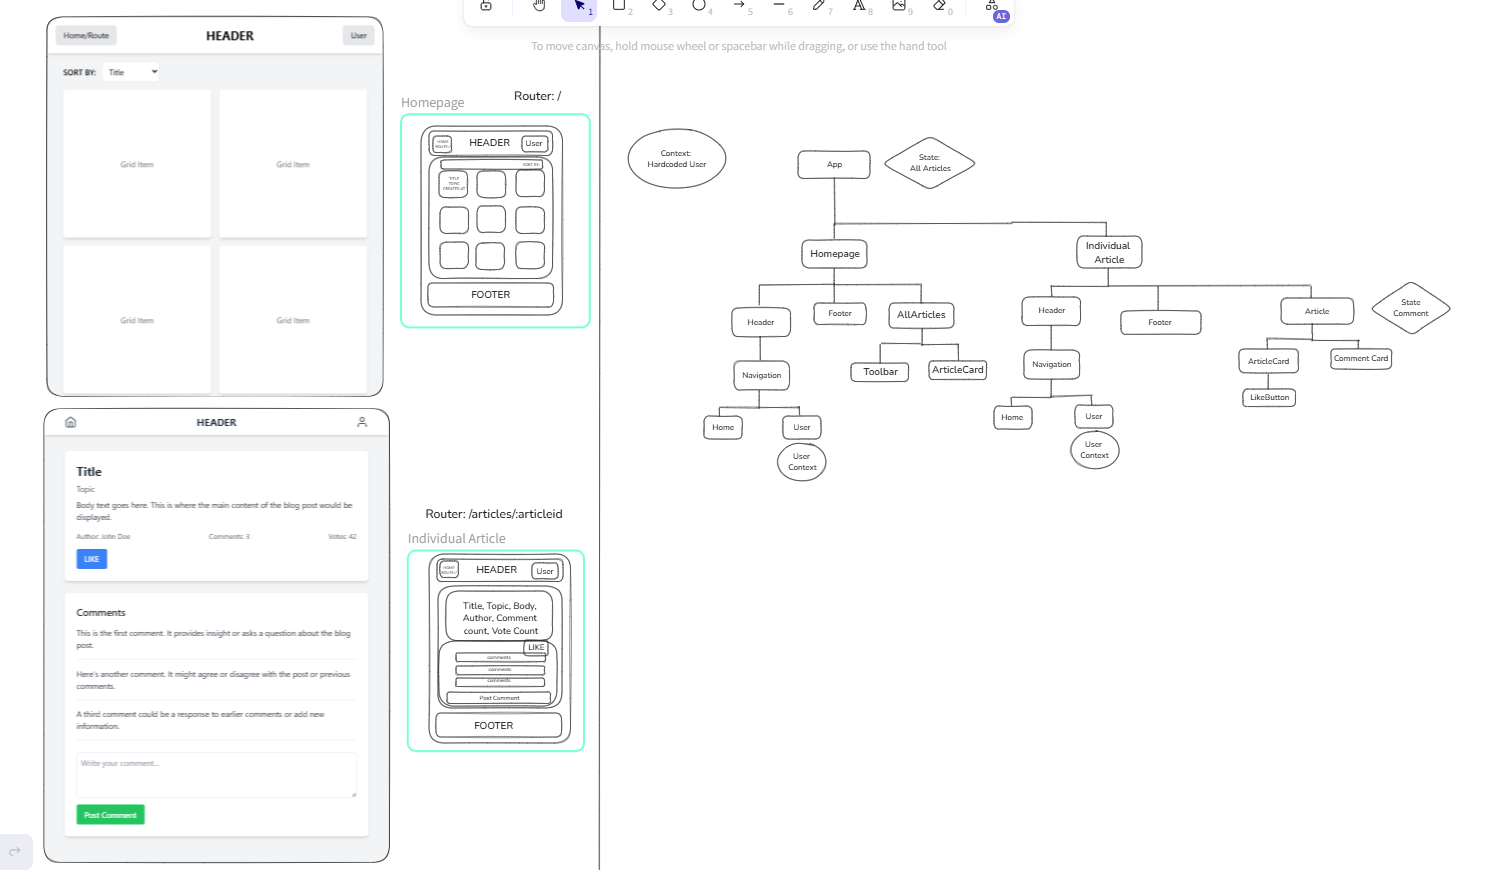 1
2
3
4
5
6
7
8
9
0
AI
To move canvas, hold mouse wheel or spacebar while dragging, or use the hand tool
Home/Route
HEADER
User
SORT BY:
Title
Grid Item
Grid Item
Grid Item
Grid Item
HEADER
Title
Topic
Body text goes here. This is where the main content of the blog post would be
displayed.
Author: John Doe
Comments: 3
Votes: 42
LIKE
Comments
This is the first comment. It provides insight or asks a question about the blog
post.
Here's another comment. It might agree or disagree with the post or previous
comments.
A third comment could be a response to earlier comments or add new
information.
Write your comment...
Post Comment
Homepage
Router: /
HOME
ROUTE: /
HEADER
User
SORT BY:
TITLE
TOPIC
CREATED AT
FOOTER
Router: /articles/:articleid
Individual Article
HOME
ROUTE: /
HEADER
User
Title, Topic, Body,
Author, Comment
count, Vote Count
LIKE
comments
comments
comments
Post Comment
FOOTER
Context:
Hardcoded User
App
State:
All Articles
Homepage
Individual
Article
Header
Footer
AllArticles
Navigation
Toolbar
ArticleCard
Home
User
User
Context
Header
Footer
Article
State
Comment
Navigation
ArticleCard
Comment Card
LikeButton
Home
User
User
Context